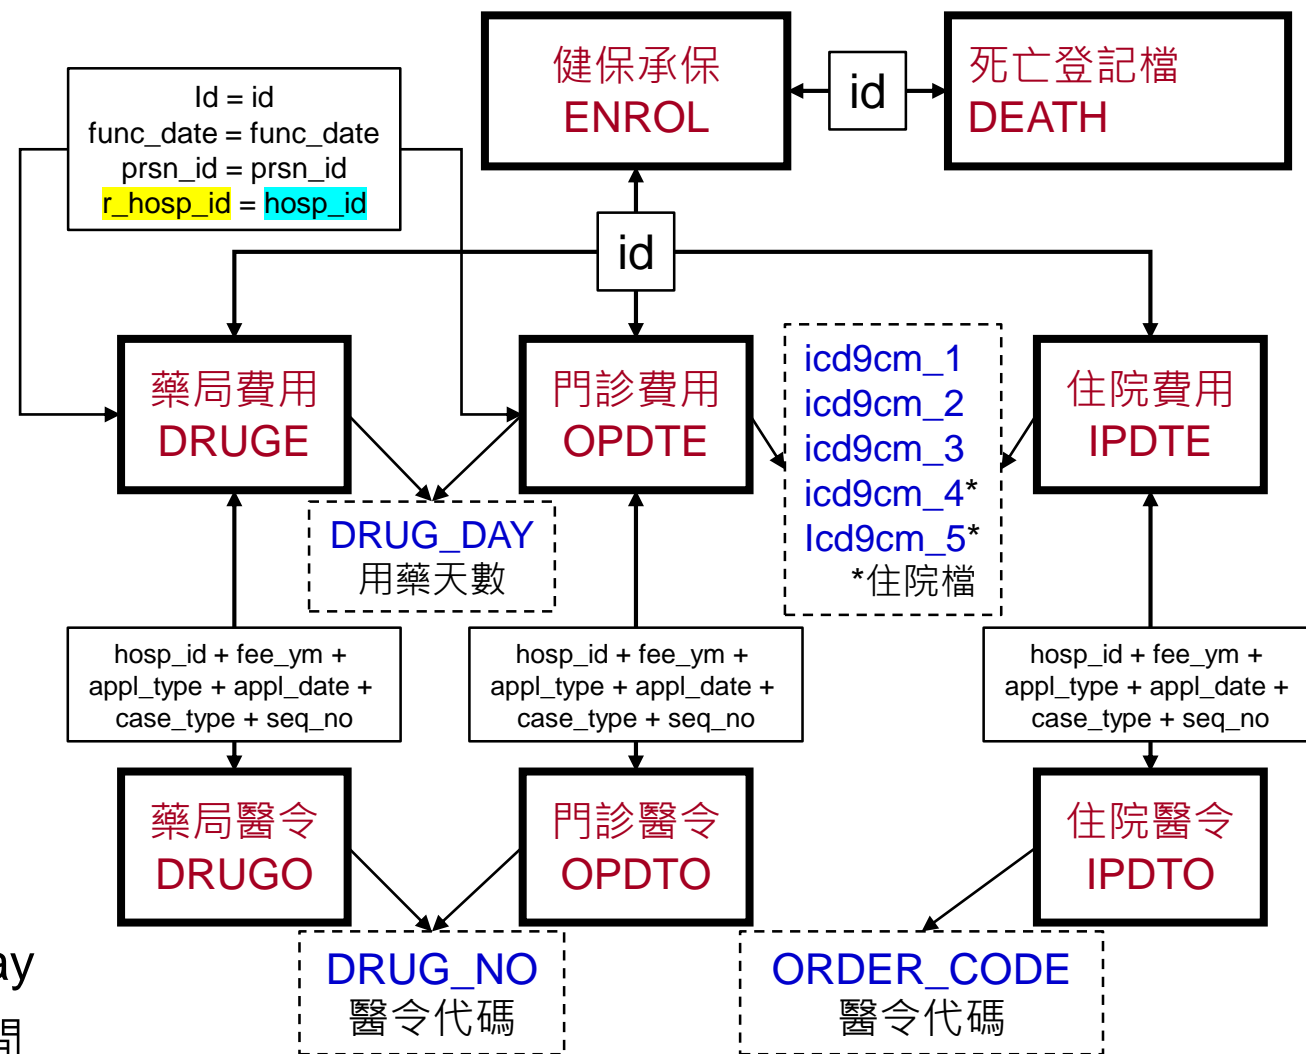 健保承保
ENROL
id
死亡登記檔
DEATH
Id = id
func_date = func_date
prsn_id = prsn_id
r_hosp_id = hosp_id
id
藥局費用
DRUGE
門診費用
OPDTE
icd9cm_1
icd9cm_2
icd9cm_3
icd9cm_4*
Icd9cm_5*
*住院檔
住院費用
IPDTE
DRUG_DAY
用藥天數
hosp_id + fee_ym +
appl_type + appl_date +
case_type + seq_no
hosp_id + fee_ym +
appl_type + appl_date +
case_type + seq_no
hosp_id + fee_ym +
appl_type + appl_date +
case_type + seq_no
藥局醫令
DRUGO
門診醫令
OPDTO
住院醫令
IPDTO
DRUG_NO
醫令代碼
ORDER_CODE
醫令代碼